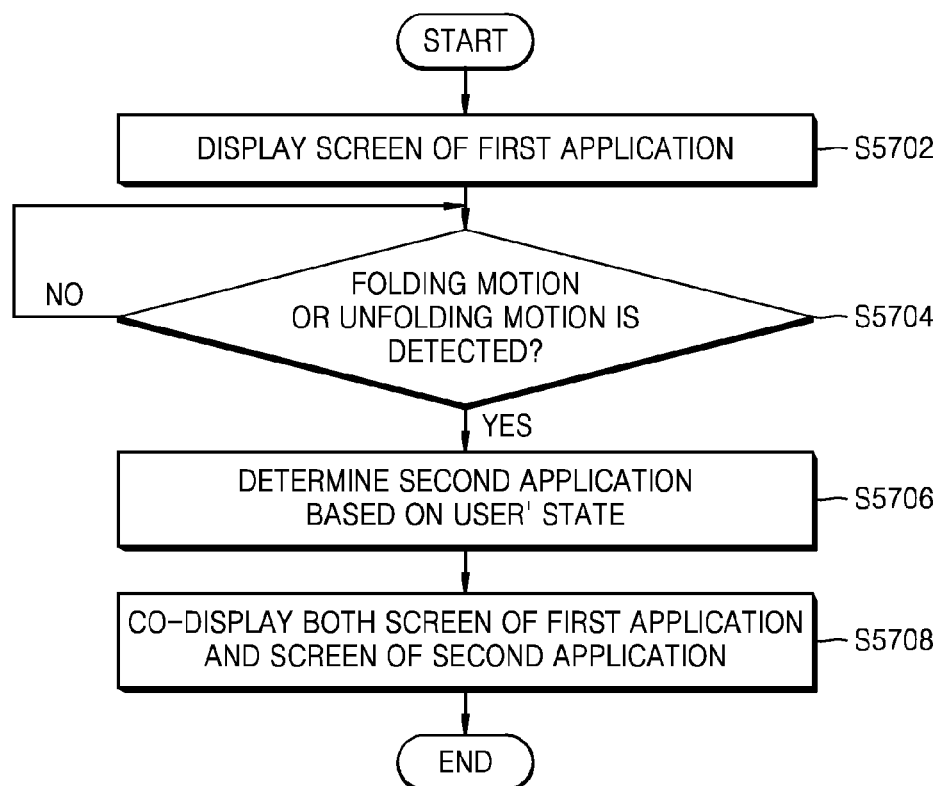 START
DISPLAY SCREEN OF FIRST APPLICATION
S5702
FOLDING MOTION
OR UNFOLDING MOTION IS
DETECTED?
S5704
NO
YES
DETERMINE SECOND APPLICATION
BASED ON USER' STATE
S5706
CO-DISPLAY BOTH SCREEN OF FIRST APPLICATION
AND SCREEN OF SECOND APPLICATION
S5708
END